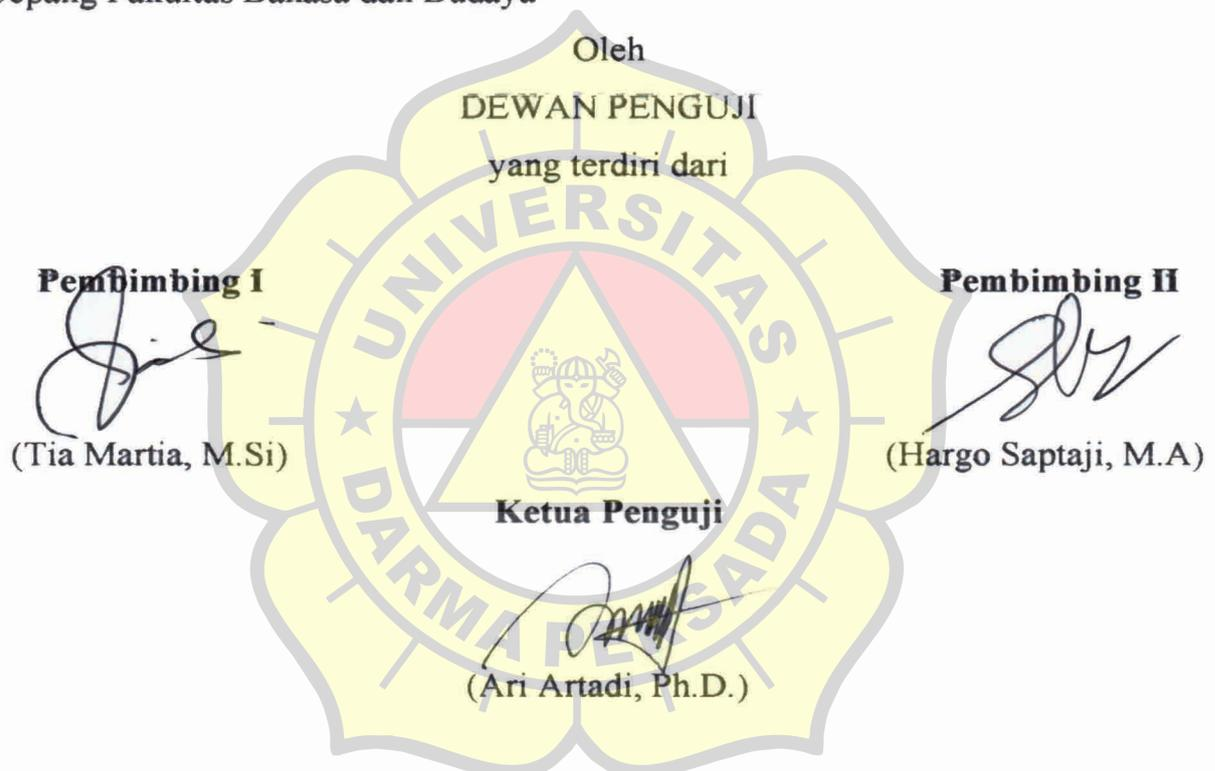 Jepang Fakultas Bahasa dan Budaya
Oleh
DEWAN PENGUJI
yang terdiri dari
UNIVERSITAS
DARMA PERSADA
Pembimbing I
Pembimbing II
(Tia Martia, M.Si)
(Hargo Saptaji, M.A)
Ketua Penguji
(Ari Artadi, Ph.D.)